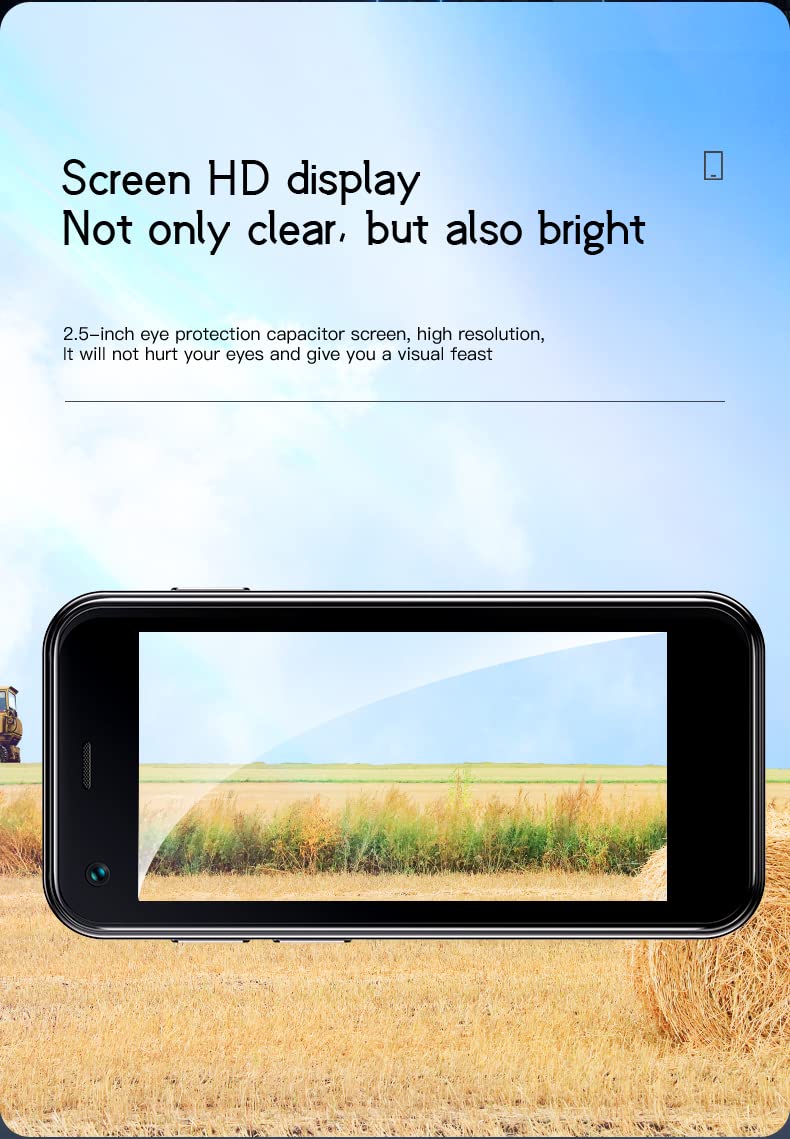 Screen HD display
Not only clear, but also bright
2.5-inch eye protection capacitor screen, high resolution,
It will not hurt your eyes and give you a visual feast